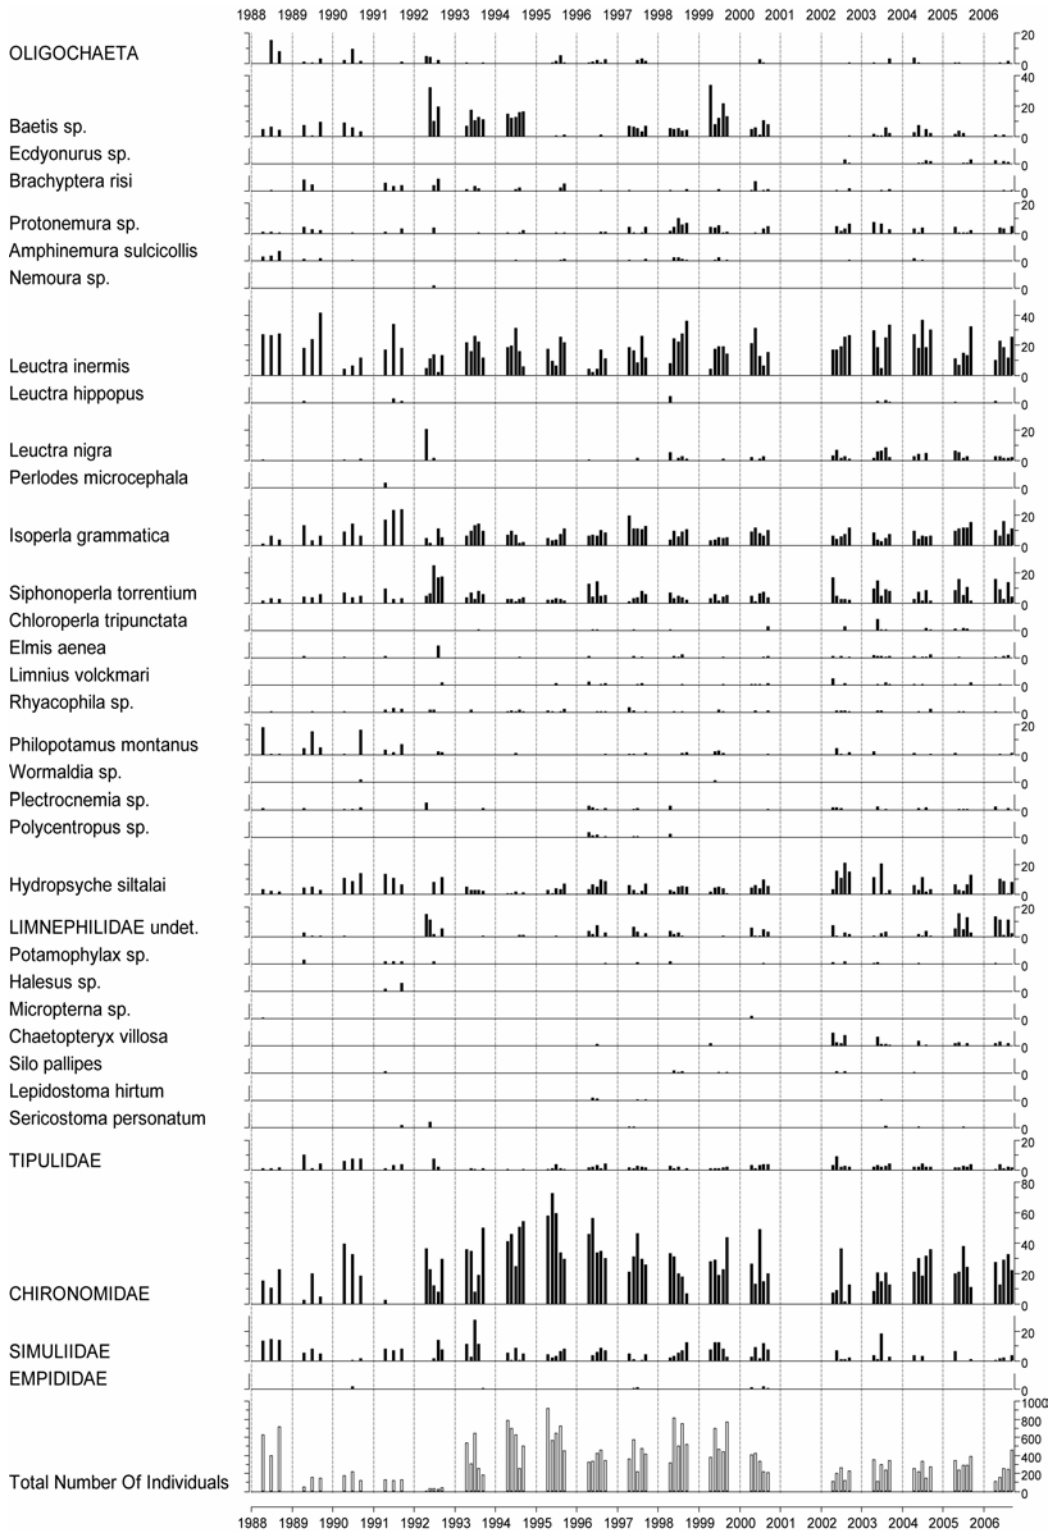 1988 1989 1990 1991 1992 1993 1994 1995 1996 1997 1998 1999 2000 2001 2002 2003 2004 2005 2006
OLIGOCHAETA 20 0
Baetis sp. 40 20 0
Ecdyonurus sp. 0
Brachyptera risi 0
Protonemura sp. 20 0
Amphinemura sulcicollis 0
Nemoura sp. 0
Leuctra inermis 40 20 0
Leuctra hippopus 0
Leuctra nigra 20 0
Perlodes microcephala 0
Isoperla grammatica 20 0
Siphonoperla torrentium 20 0
Chloroperla tripunctata 0
Elmis aenea 0
Limnius volckmari 0
Rhyacophila sp. 0
Philopotamus montanus 20 0
Wormaldia sp. 0
Plectrocnemia sp. 0
Polycentropus sp. 0
Hydropsyche siltalai 20 0
LIMNEPHILIDAE undet. 20 0
Potamophylax sp. 0
Halesus sp. 0
Micropterna sp. 0
Chaetopteryx villosa 0
Silo pallipes 0
Lepidostoma hirtum 0
Sericostoma personatum 0
TIPULIDAE 20 0
CHIRONOMIDAE 80 60 40 20 0
SIMULIIDAE 20 0
EMPIDIDAE 0
Total Number Of Individuals 1000 800 600 400 200 0
1988 1989 1990 1991 1992 1993 1994 1995 1996 1997 1998 1999 2000 2002 2003 2004 2005 2006